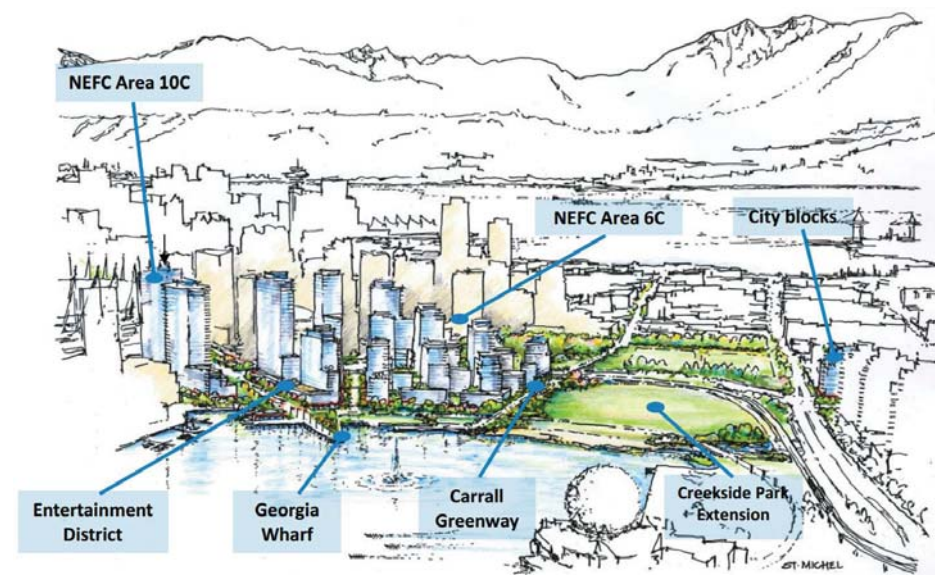 NEFC Area 10C
NEFC Area 6C
City blocks
Entertainment
District
Georgia
Wharf
Carrall
Greenway
Creekside Park
Extension
ST. MICHEL